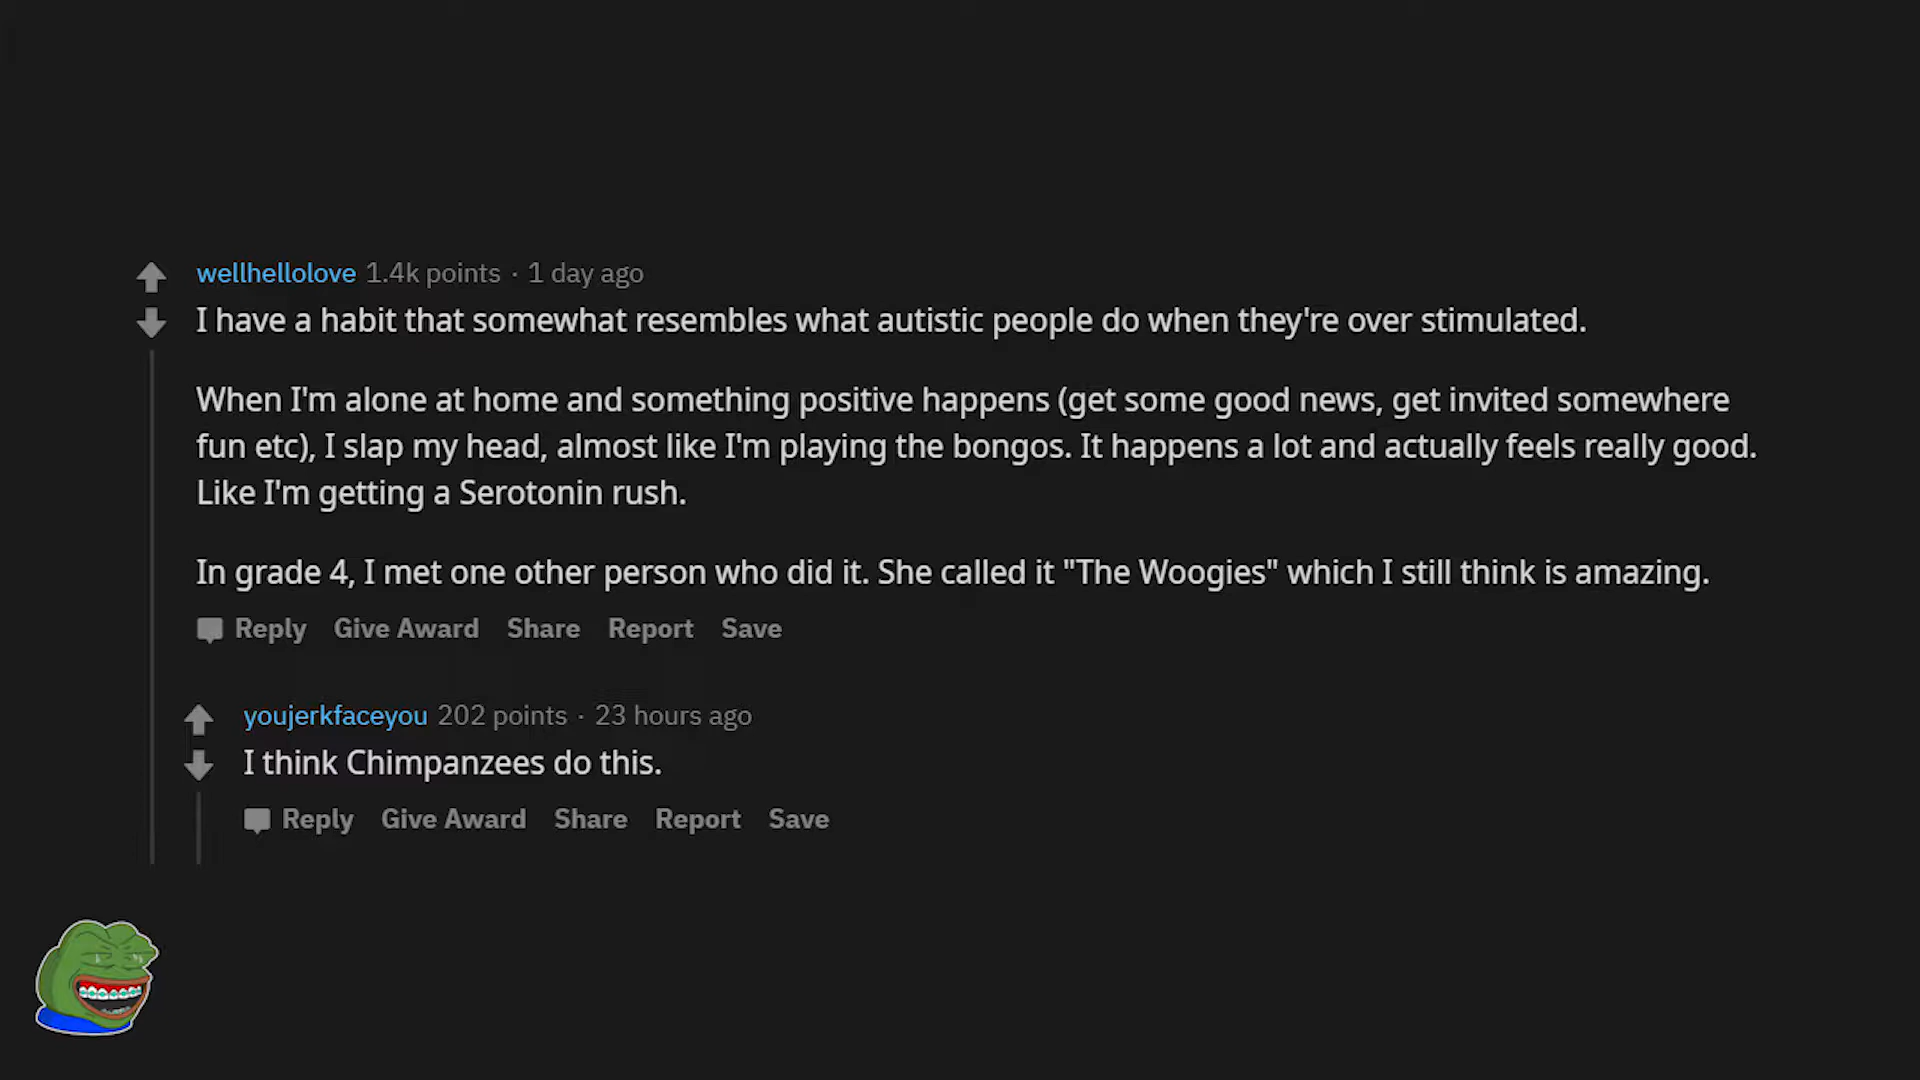 wellhellolove 1.4k points · 1 day ago
I have a habit that somewhat resembles what autistic people do when they're over stimulated.
When I'm alone at home and something positive happens (get some good news, get invited somewhere
fun etc), I slap my head, almost like I'm playing the bongos. It happens a lot and actually feels really good.
Like I'm getting a Serotonin rush.
In grade 4, I met one other person who did it. She called it "The Woogies" which I still think is amazing.
Reply Give Award Share Report Save
youjerkfaceyou 202 points · 23 hours ago
I think Chimpanzees do this.
Reply Give Award Share Report Save